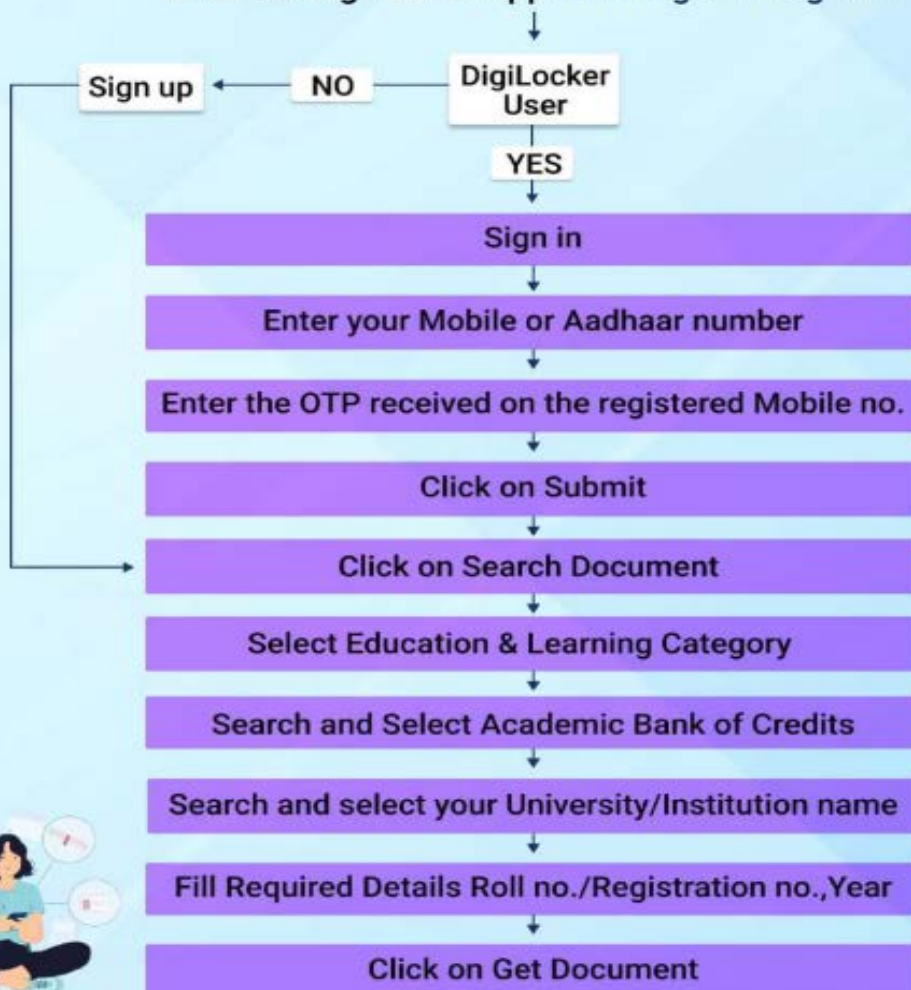 DigiLocker
User
NO
Sign up
YES
Sign in
Enter your Mobile or Aadhaar number
Enter the OTP received on the registered Mobile no.
Click on Submit
Click on Search Document
Select Education & Learning Category
Search and Select Academic Bank of Credits
Search and select your University/Institution name
Fill Required Details Roll no./Registration no.,Year
Click on Get Document